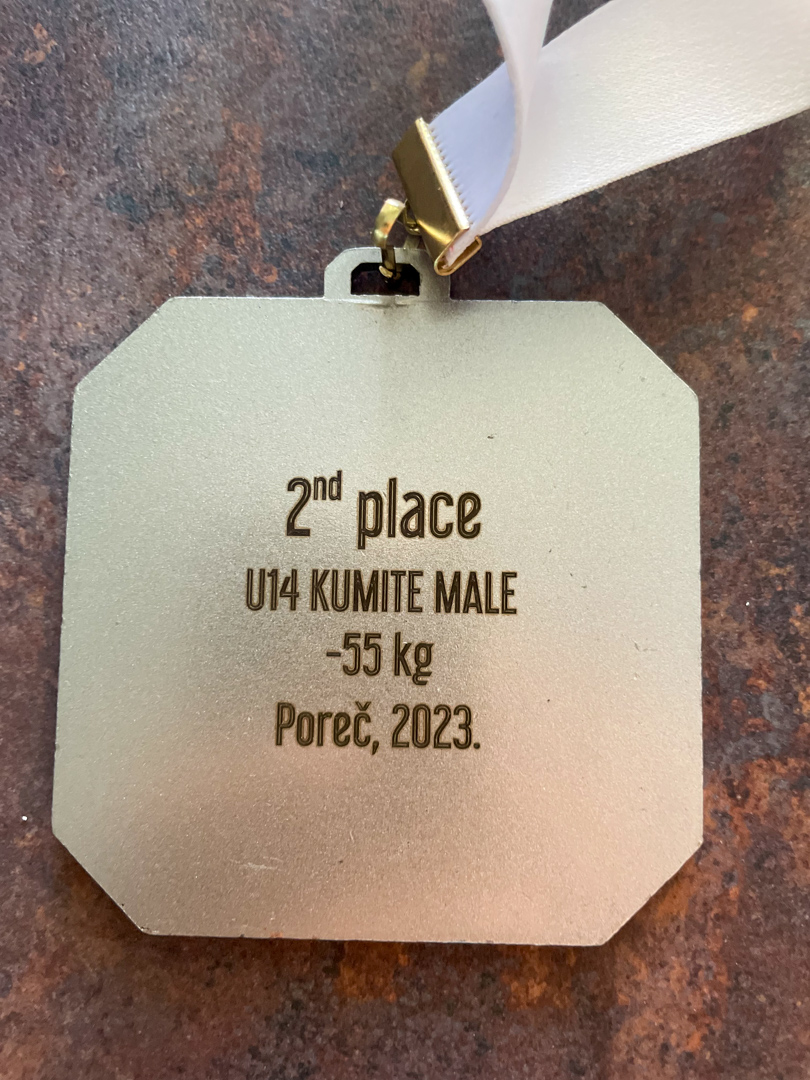 2nd place
U14 KUMITE MALE
-55 kg
Poreč, 2023.